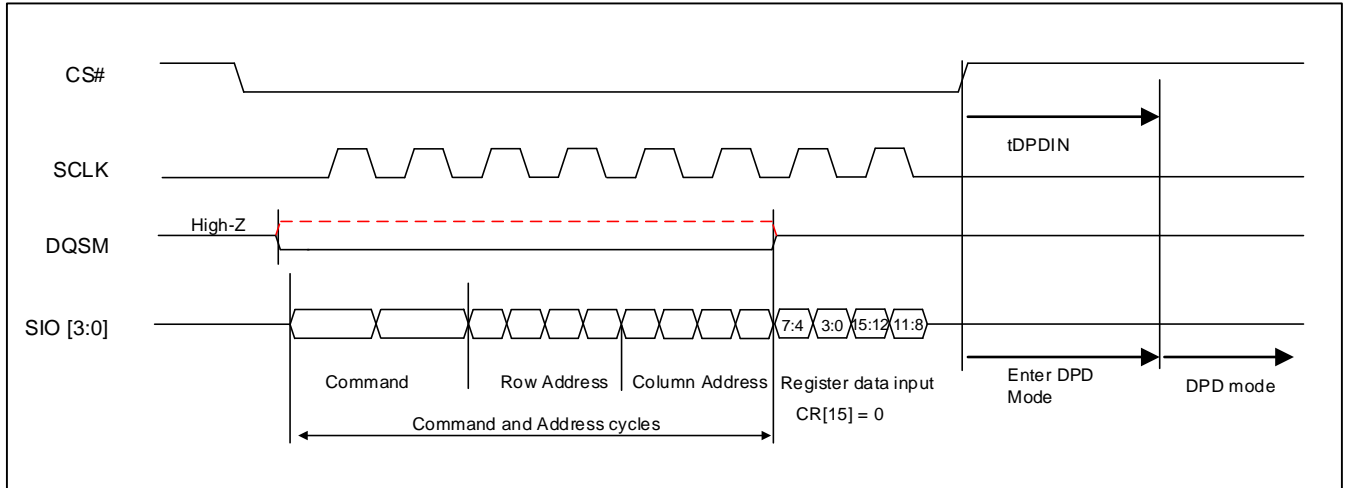 CS#
tDPDIN
SCLK
High-Z
DQSM
SIO [3:0]
7:4 3:0 15:12 11:8
Command
Row Address
Column Address
Register data input
CR[15] = 0
Command and Address cycles
Enter DPD
Mode
DPD mode